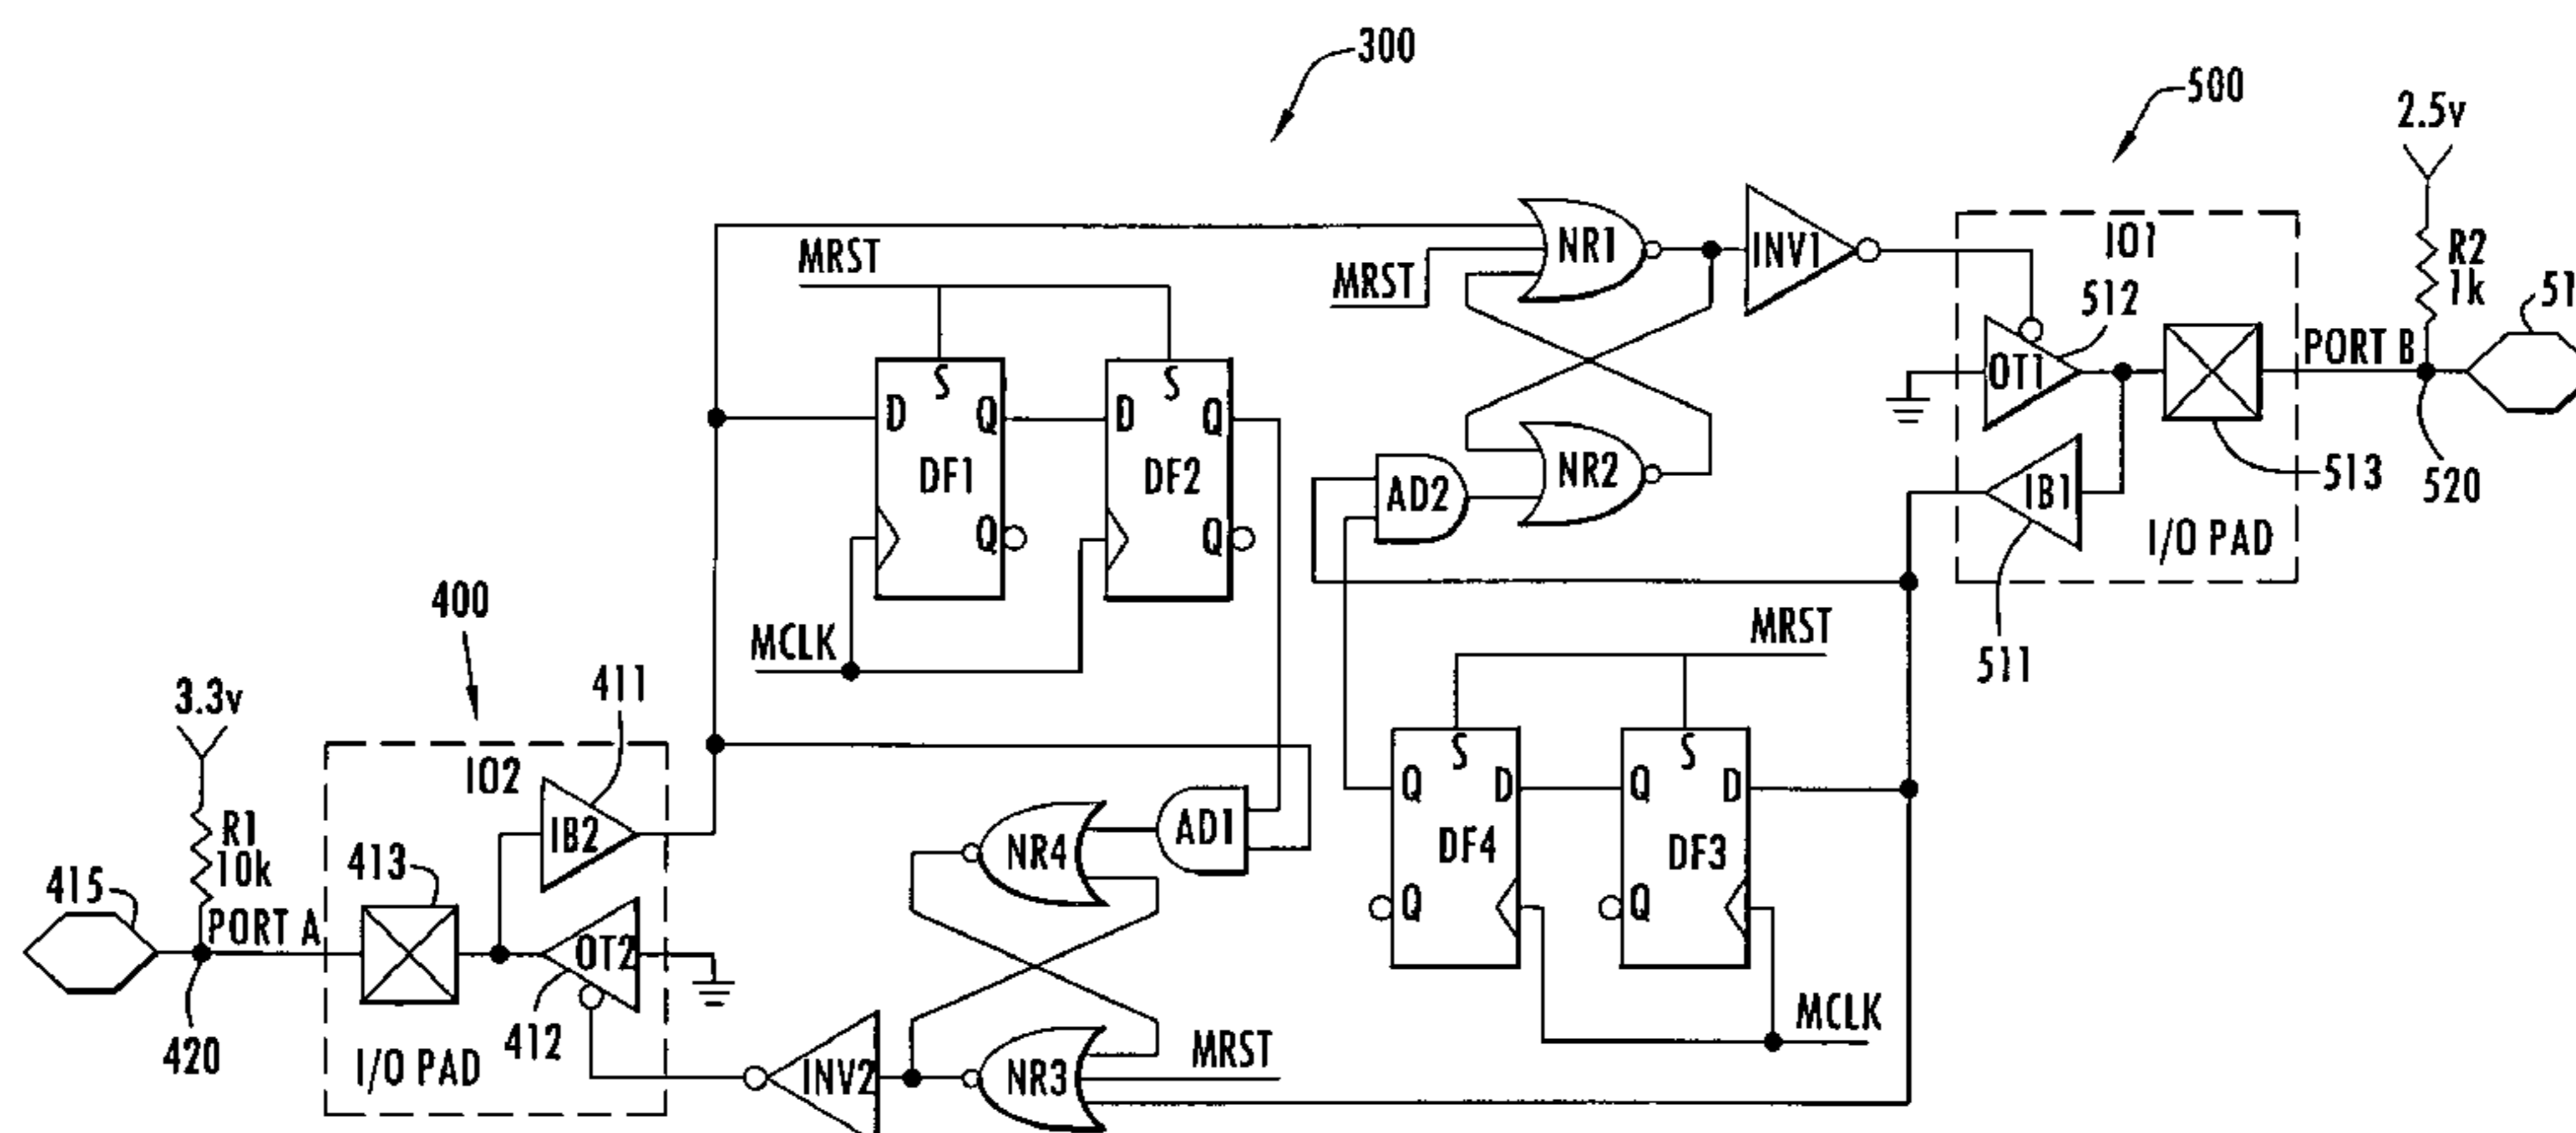 300
500
2.5v
R2
1k
51
520
PORT B
513
IO1
512
OT1
IB1
I/O PAD
511
INV1
NR1
MRST
NR2
AD2
MRST
S
D
Q
DF1
Q
S
D
Q
DF2
Q
MCLK
400
3.3v
R1
10k
415
PORT A
420
413
IO2
411
IB2
OT2
412
I/O PAD
INV2
NR4
AD1
NR3
MRST
MRST
S
Q
D
DF4
Q
S
Q
D
DF3
Q
MCLK